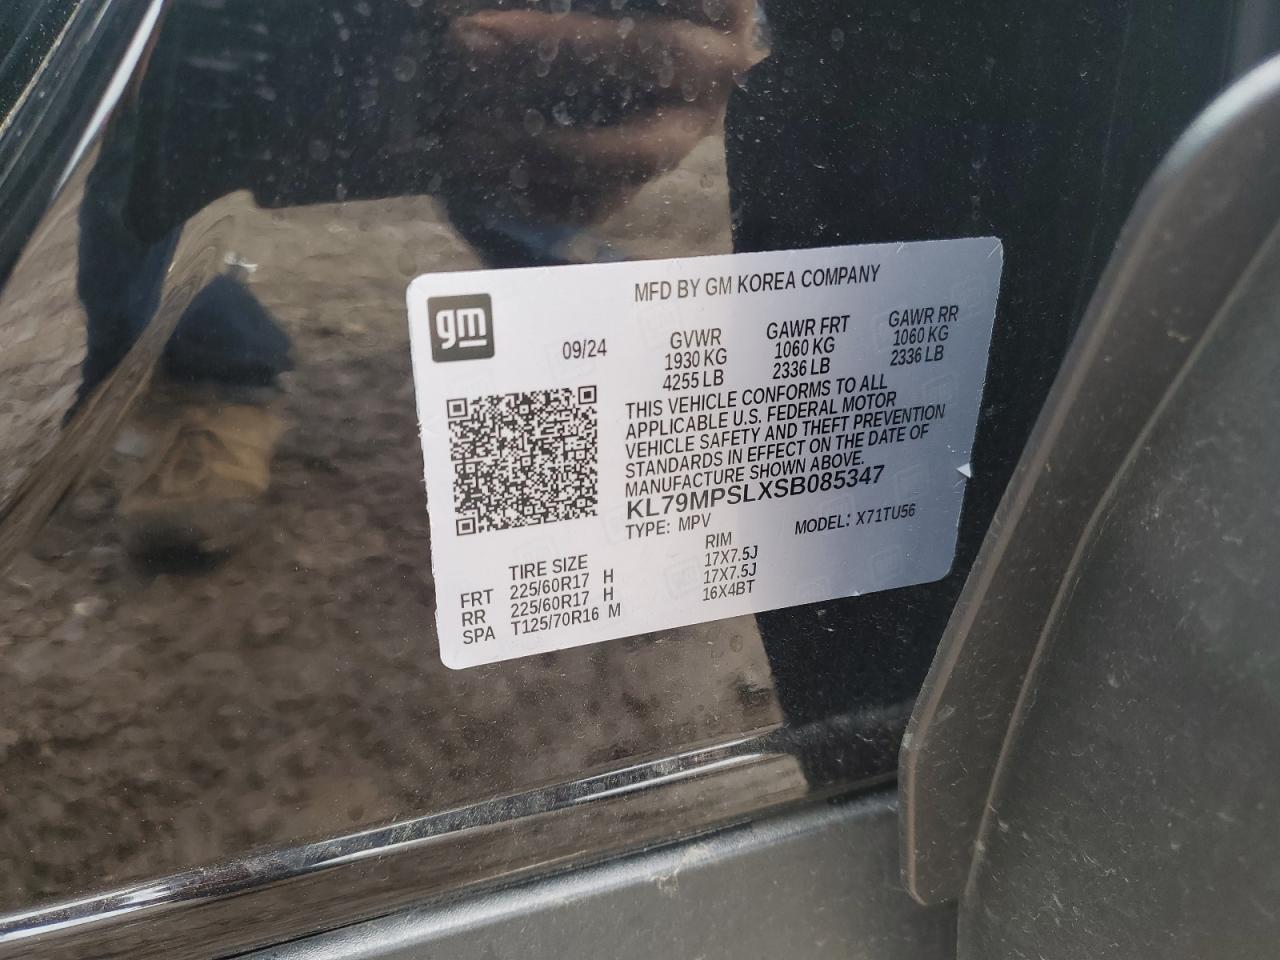 gm
MFD BY GM KOREA COMPANY
09/24
GVWR GAWR FRT GAWR RR
1930 KG 1060 KG 1060 KG
4255 LB 2336 LB 2336 LB
THIS VEHICLE CONFORMS TO ALL
APPLICABLE U.S. FEDERAL MOTOR
VEHICLE SAFETY AND THEFT PREVENTION
STANDARDS IN EFFECT ON THE DATE OF
MANUFACTURE SHOWN ABOVE.
KL79MPSLXSB085347
TYPE: MPV MODEL: X71TU56
TIRE SIZE RIM
FRT 225/60R17 H 17X7.5J
RR 225/60R17 H 17X7.5J
SPA T125/70R16 M 16X4BT